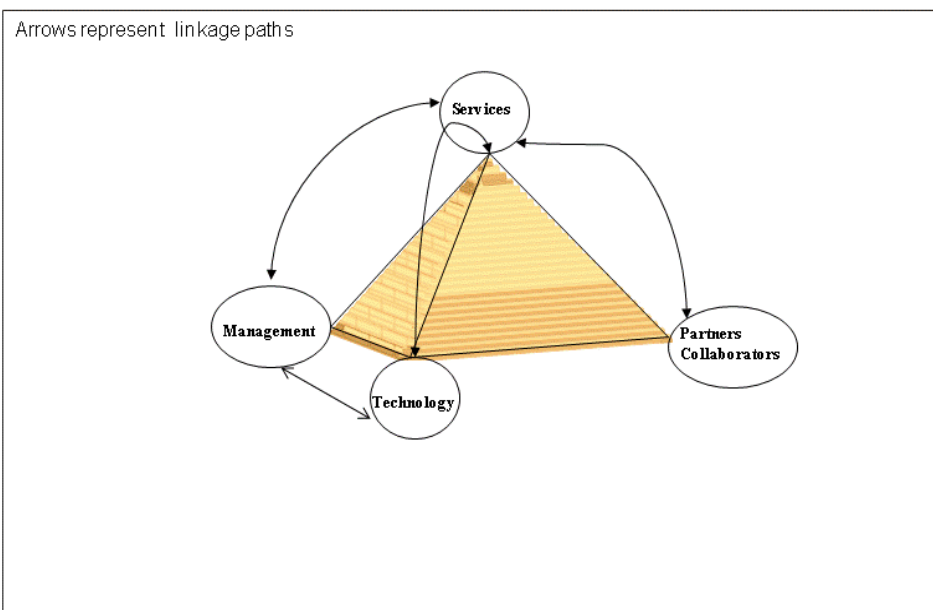 Arrows represent linkage paths
Services
Management
Partners
Collaborators
Technology